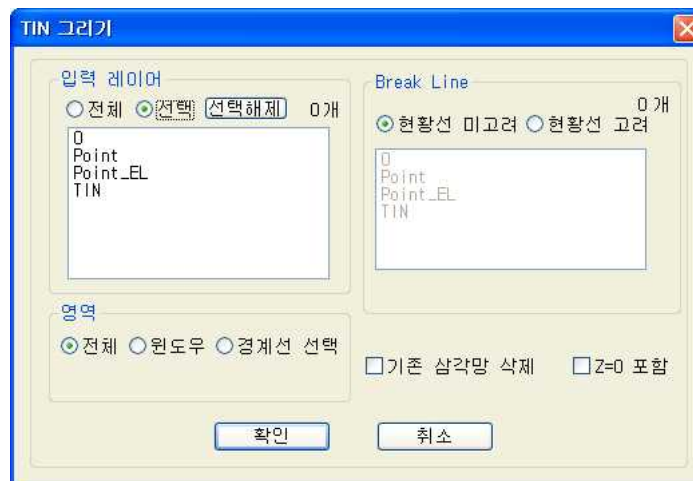 TIN 그리기
입력 레이어
전체 선택 선택해제 0개
0
Point
Point_EL
TIN
Break Line
0개
현황선 미고려 현황선 고려
0
Point
Point_EL
TIN
영역
전체 윈도우 경계선 선택
기존 삼각망 삭제 Z=0 포함
확인 취소